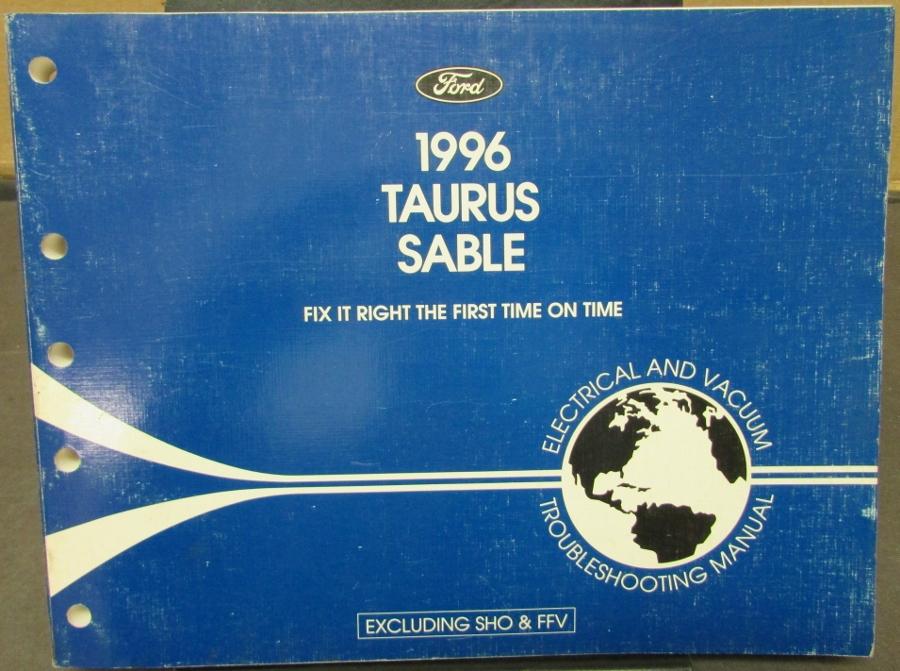 Ford
1996
TAURUS
SABLE
FIX IT RIGHT THE FIRST TIME ON TIME
ELECTRICAL AND VACUUM
TROUBLESHOOTING MANUAL
EXCLUDING SHO & FFV